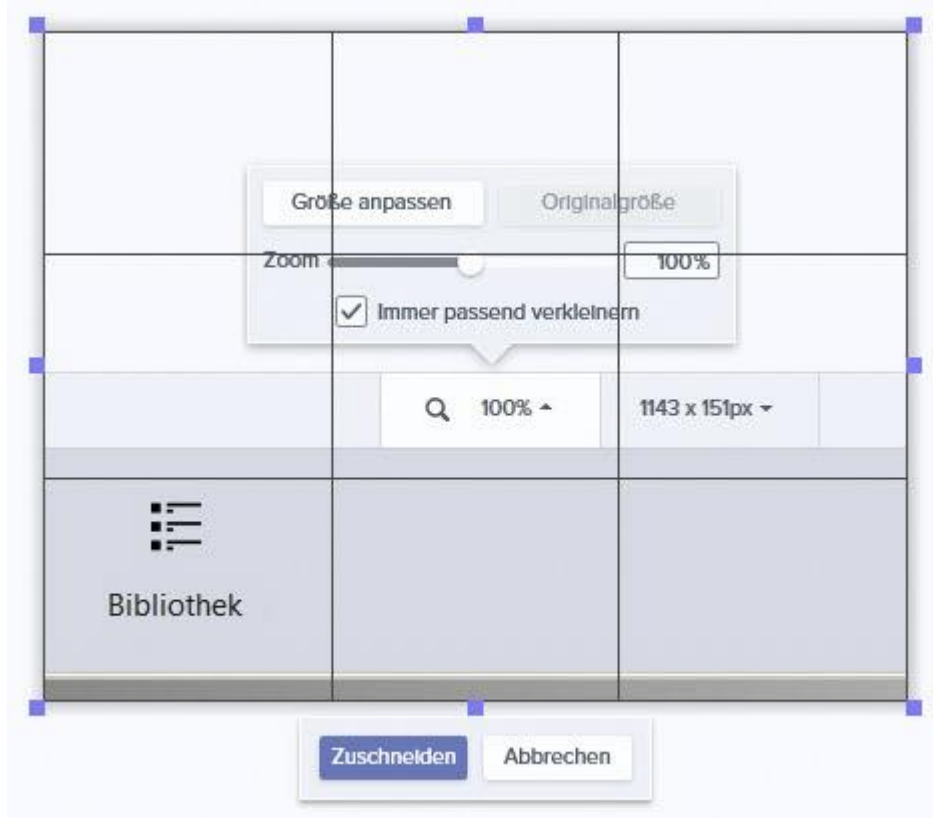 Größe anpassen Originalgröße
Zoom 100%
Immer passend verkleinern
100% 1143 x 151px
Bibliothek
Zuschneiden Abbrechen